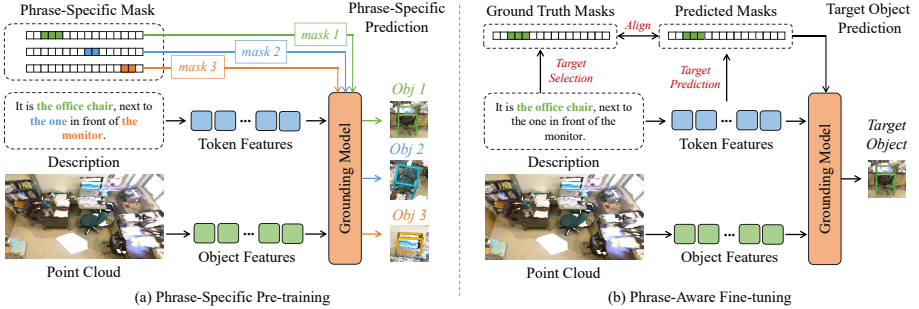 Phrase-Specific Mask
Phrase-Specific
Prediction
mask 1
mask 2
mask 3
It is the office chair, next to
the one in front of the
monitor.
Description
Token Features
Point Cloud
Object Features
Grounding Model
Obj 1
Obj 2
Obj 3
(a) Phrase-Specific Pre-training
Ground Truth Masks
Align
Predicted Masks
Target Object
Prediction
Target
Selection
Target
Prediction
It is the office chair, next to
the one in front of the
monitor.
Description
Token Features
Point Cloud
Object Features
Grounding Model
Target
Object
(b) Phrase-Aware Fine-tuning